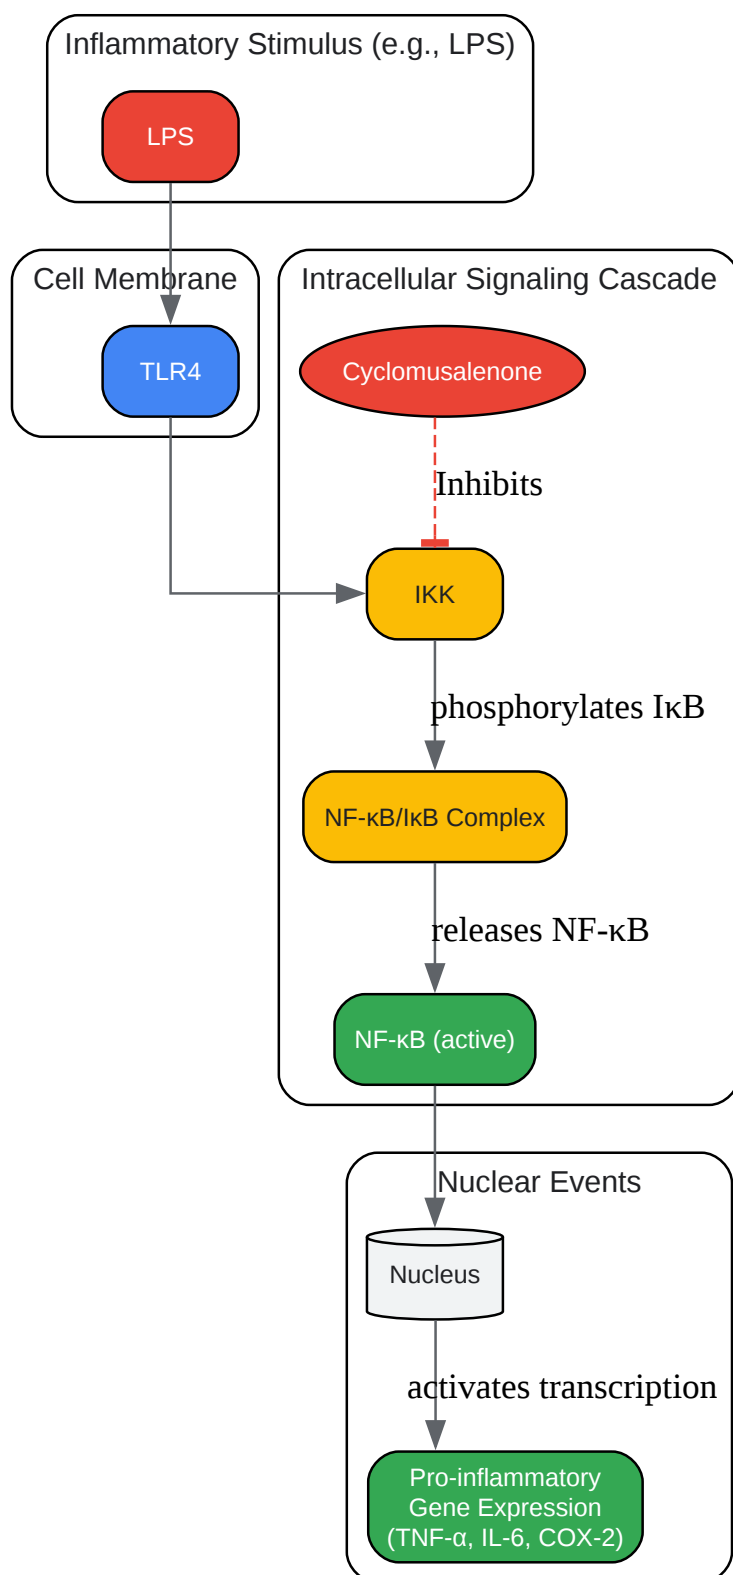 Inflammatory Stimulus (e.g., LPS)
LPS
Cell Membrane
TLR4
Intracellular Signaling Cascade
Cyclomusalenone
Inhibits
IKK
phosphorylates IκB
NF-κB/IκB Complex
releases NF-κB
NF-κB (active)
Nuclear Events
Nucleus
activates transcription
Pro-inflammatory
Gene Expression
(TNF-α, IL-6, COX-2)